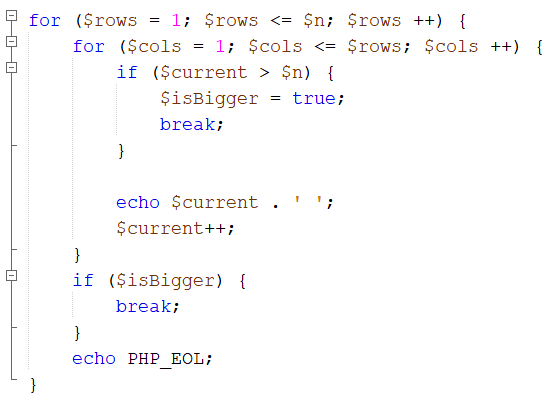 for ($rows = 1; $rows <= $n; $rows ++) {
    for ($cols = 1; $cols <= $rows; $cols ++) {
        if ($current > $n) {
            $isBigger = true;
            break;
        }

        echo $current . ' ';
        $current++;
    }
    if ($isBigger) {
        break;
    }
    echo PHP_EOL;
}